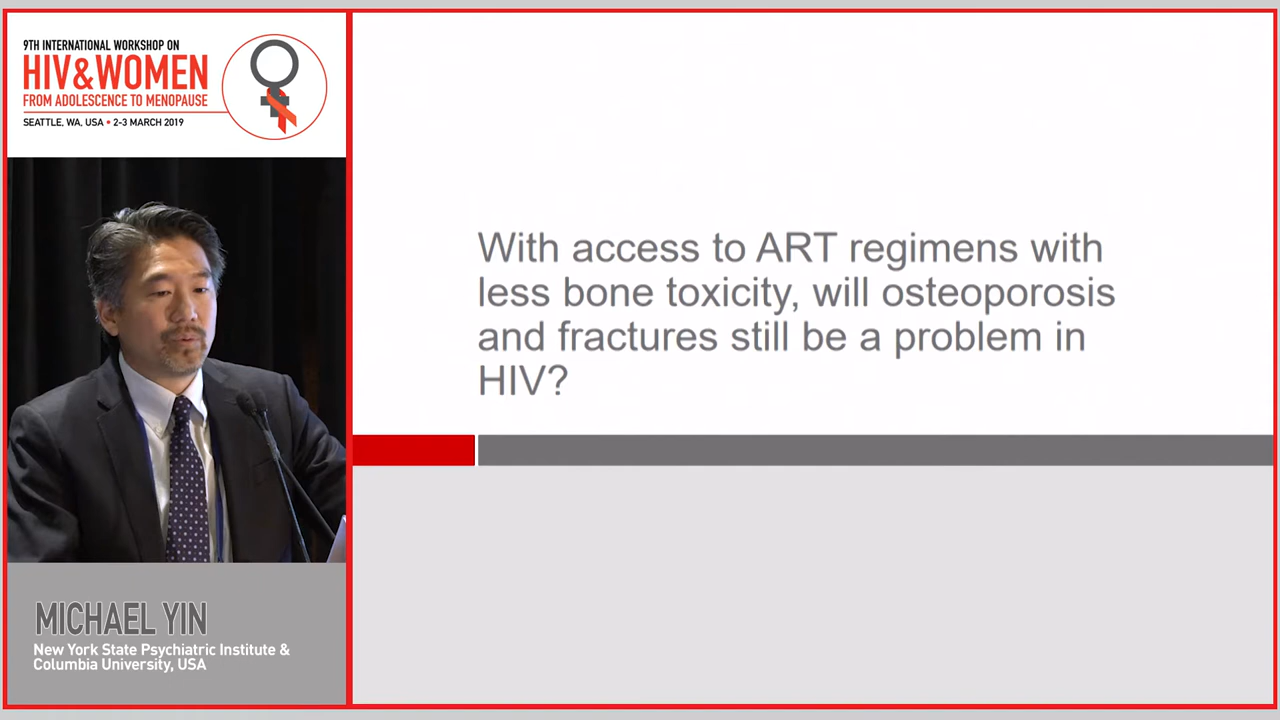 9TH INTERNATIONAL WORKSHOP ON
HIV&WOMEN
FROM ADOLESCENCE TO MENOPAUSE
SEATTLE, WA, USA • 2-3 MARCH 2019
With access to ART regimens with
less bone toxicity, will osteoporosis
and fractures still be a problem in
HIV?
MICHAEL YIN
New York State Psychiatric Institute &
Columbia University, USA